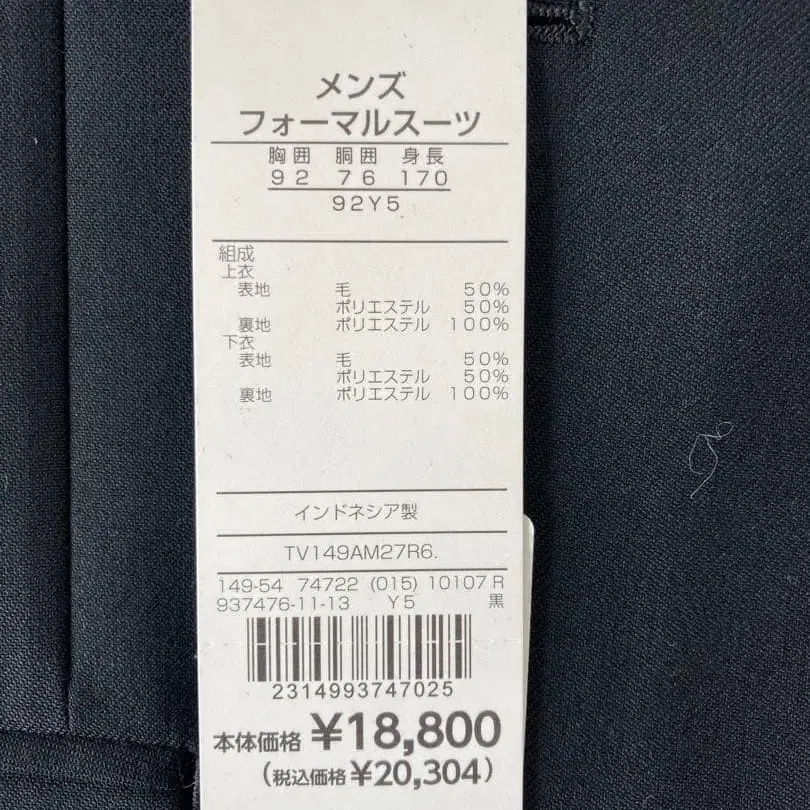 メンズ
フォーマルスーツ
胸囲 胴囲 身長
92 76 170
92Y5
組成
上衣
表地 毛 50%
ポリエステル 50%
裏地 ポリエステル 100%
下衣
表地 毛 50%
ポリエステル 50%
裏地 ポリエステル 100%
インドネシア製
TV149AM27R6.
149-54 74722 (015) 10107 R
937476-11-13 Y5 黒
2314993747025
本体価格 ¥18,800
(税込価格¥20,304)